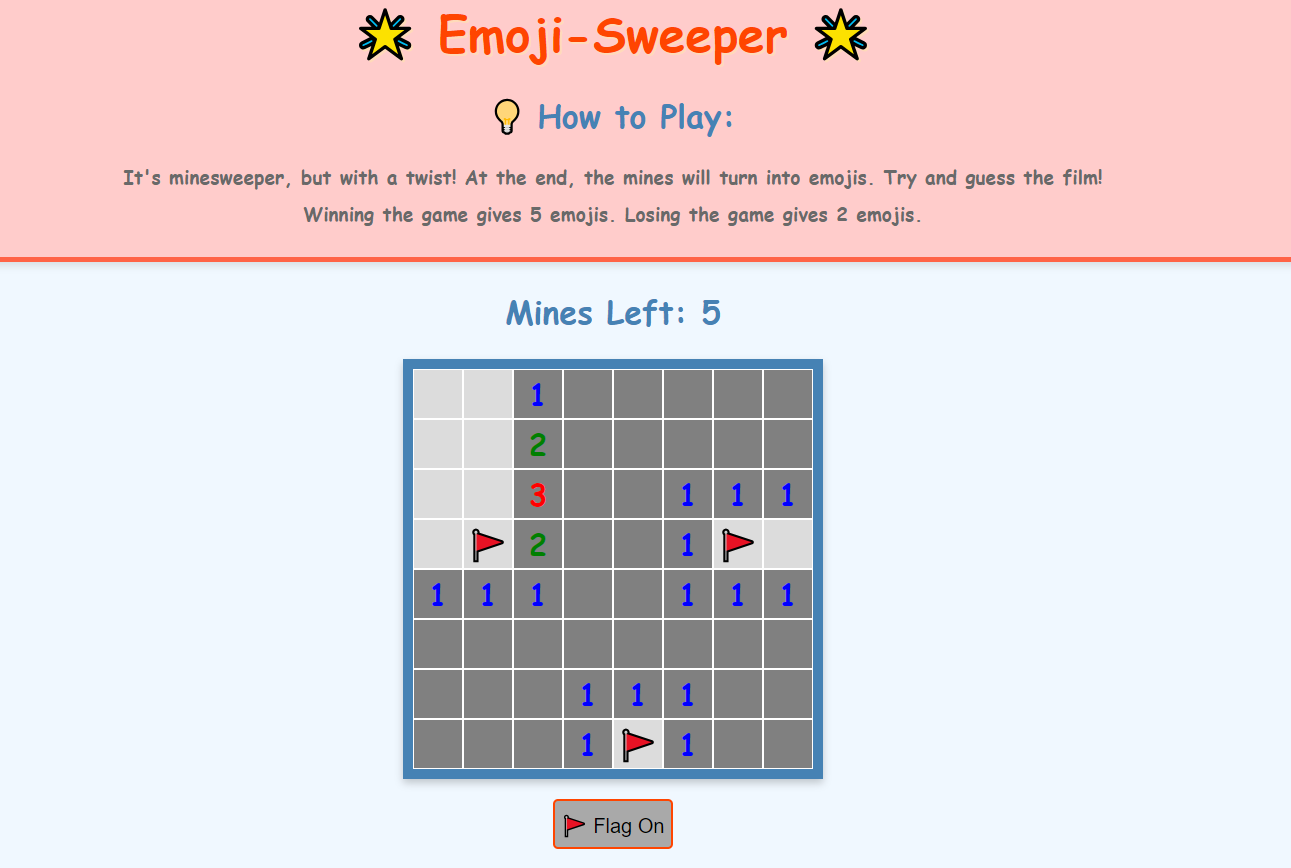 Emoji-Sweeper
How to Play:
It's minesweeper, but with a twist! At the end, the mines will turn into emojis. Try and guess the film!
Winning the game gives 5 emojis. Losing the game gives 2 emojis.
Mines Left: 5
1
2
3 1 1 1
2 1
1 1 1 1 1 1
1 1 1
1 1
Flag On